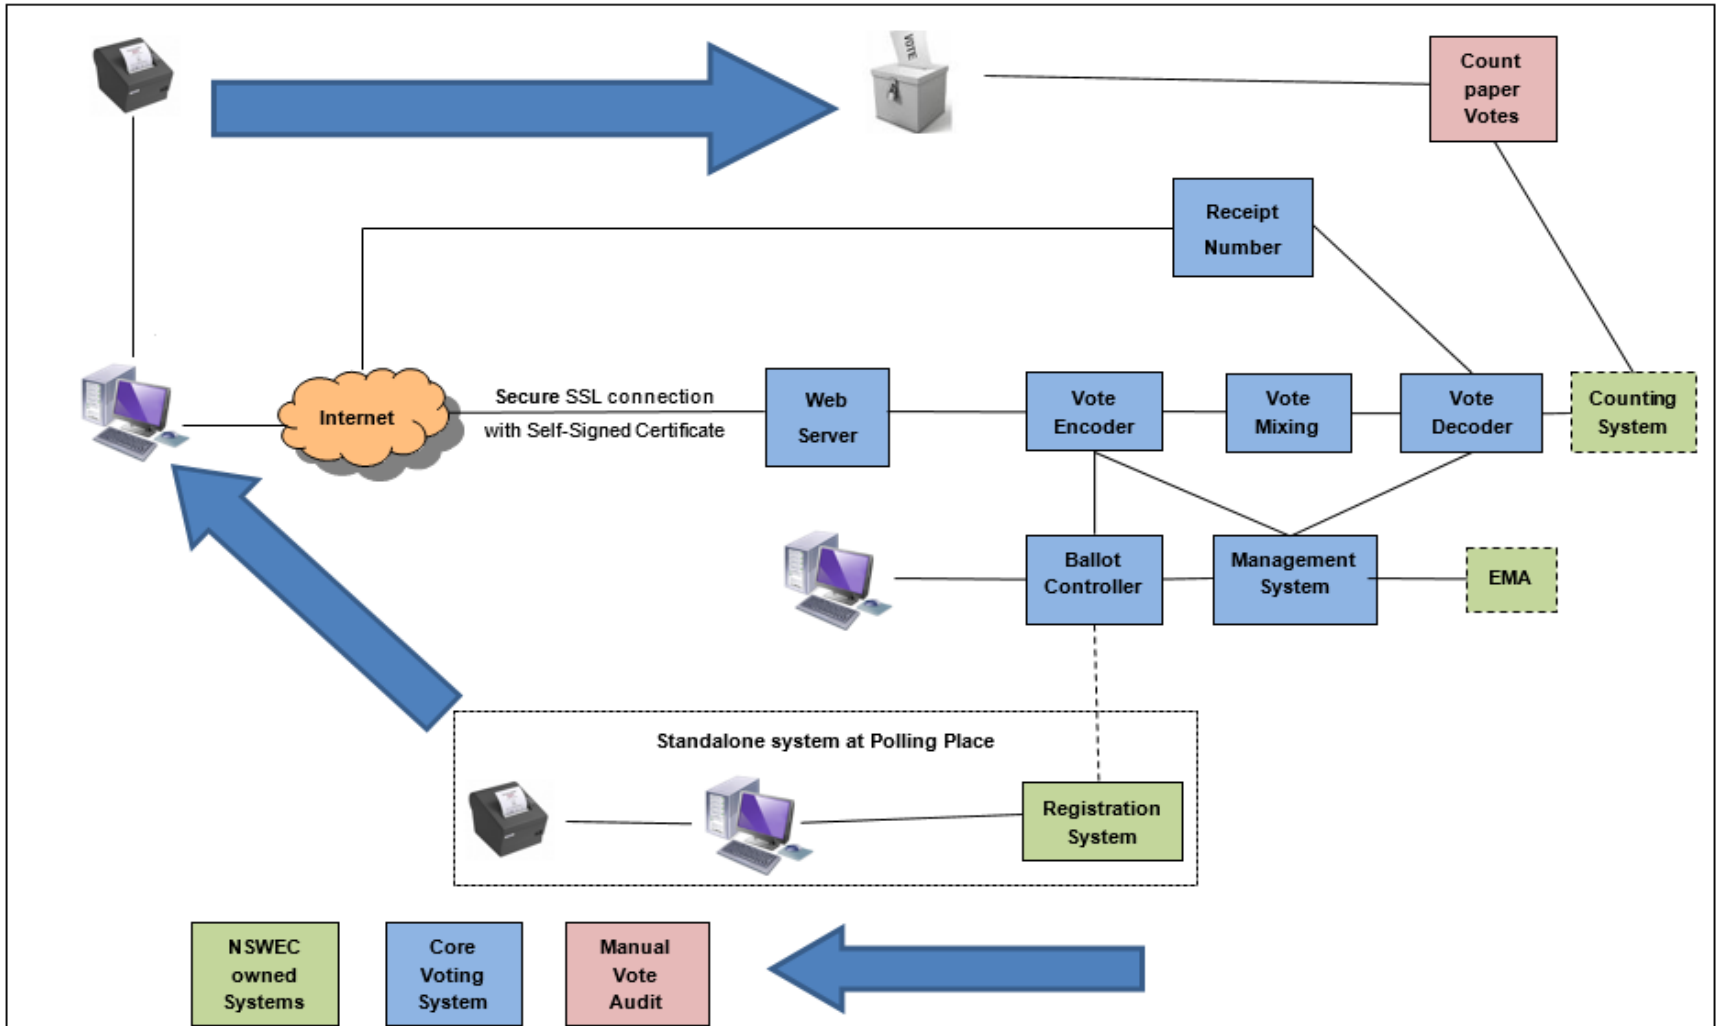 VOTE
Count
paper
Votes
Receipt
Number
Internet
Secure SSL connection
with Self-Signed Certificate
Web
Server
Vote
Encoder
Vote
Mixing
Vote
Decoder
Counting
System
Ballot
Controller
Management
System
EMA
Standalone system at Polling Place
Registration
System
NSWEC
owned
Systems
Core
Voting
System
Manual
Vote
Audit